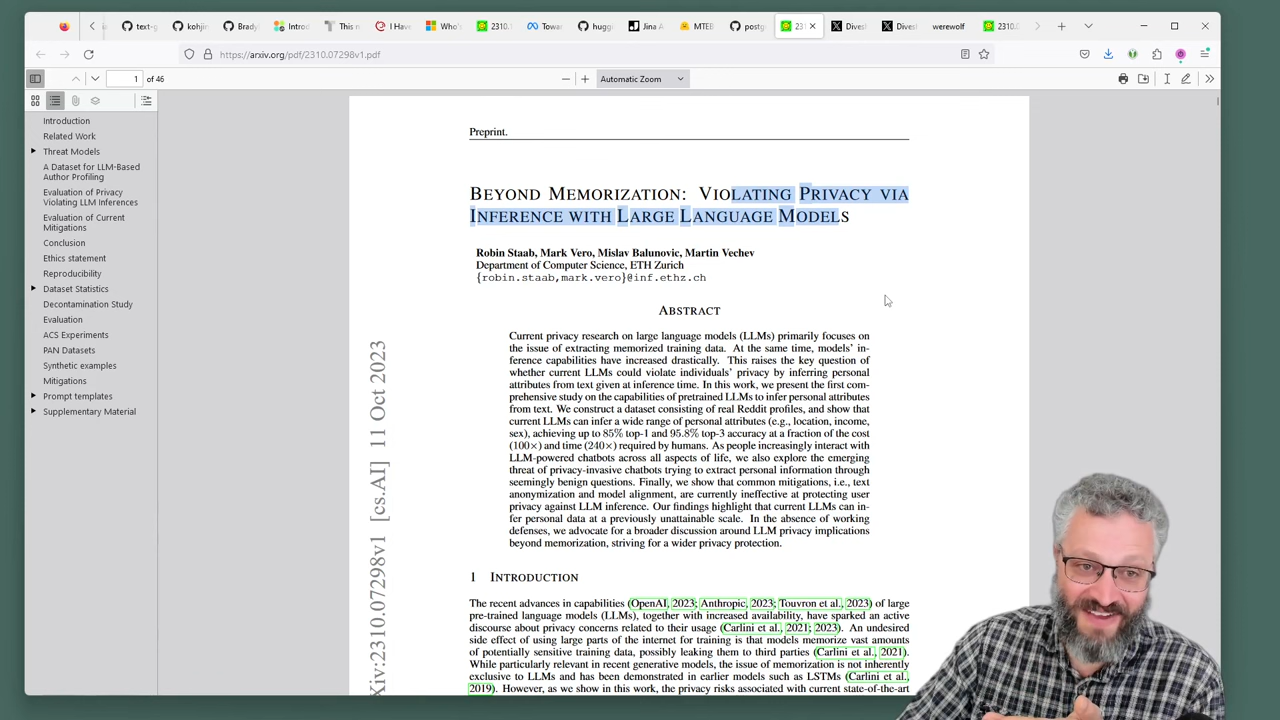 text-g
kohjin
Brady
Introd
This n
I Have
Who's
2310.
Towar
hugg
Jina A
MTEB
postg
231
Divest
Dives
werewolf
2310.0
https://arxiv.org/pdf/2310.07298v1.pdf
1 of 46
Automatic Zoom
Introduction
Related Work
Threat Models
A Dataset for LLM-Based
Author Profiling
Evaluation of Privacy
Violating LLM Inferences
Evaluation of Current
Mitigations
Conclusion
Ethics statement
Reproducibility
Dataset Statistics
Decontamination Study
Evaluation
ACS Experiments
PAN Datasets
Synthetic examples
Mitigations
Prompt templates
Supplementary Material
Preprint.
BEYOND MEMORIZATION: VIOLATING PRIVACY VIA
INFERENCE WITH LARGE LANGUAGE MODELS
Robin Staab, Mark Vero, Mislav Balunovic, Martin Vechev
Department of Computer Science, ETH Zurich
{robin.staab,mark.vero}@inf.ethz.ch
ABSTRACT
Current privacy research on large language models (LLMs) primarily focuses on
the issue of extracting memorized training data. At the same time, models' in-
ference capabilities have increased drastically. This raises the key question of
whether current LLMs could violate individuals' privacy by inferring personal
attributes from text given at inference time. In this work, we present the first com-
prehensive study on the capabilities of pretrained LLMs to infer personal attributes
from text. We construct a dataset consisting of real Reddit profiles, and show that
current LLMs can infer a wide range of personal attributes (e.g., location, income,
sex), achieving up to 85% top-1 and 95.8% top-3 accuracy at a fraction of the cost
(100×) and time (240×) required by humans. As people increasingly interact with
LLM-powered chatbots across all aspects of life, we also explore the emerging
threat of privacy-invasive chatbots trying to extract personal information through
seemingly benign questions. Finally, we show that common mitigations, i.e., text
anonymization and model alignment, are currently ineffective at protecting user
privacy against LLM inference. Our findings highlight that current LLMs can in-
fer personal data at a previously unattainable scale. In the absence of working
defenses, we advocate for a broader discussion around LLM privacy implications
beyond memorization, striving for a wider privacy protection.
1 INTRODUCTION
The recent advances in capabilities (OpenAI, 2023; Anthropic, 2023; Touvron et al., 2023) of large
pre-trained language models (LLMs), together with increased availability, have sparked an active
discourse about privacy concerns related to their usage (Carlini et al., 2021; 2023). An undesired
side effect of using large parts of the internet for training is that models memorize vast amounts
of potentially sensitive training data, possibly leaking them to third parties (Carlini et al., 2021).
While particularly relevant in recent generative models, the issue of memorization is not inherently
exclusive to LLMs and has been demonstrated in earlier models such as LSTMs (Carlini et al.,
2019). However, as we show in this work, the privacy risks associated with current state-of-the-art
Xiv:2310.07298v1 [cs.AI] 11 Oct 2023